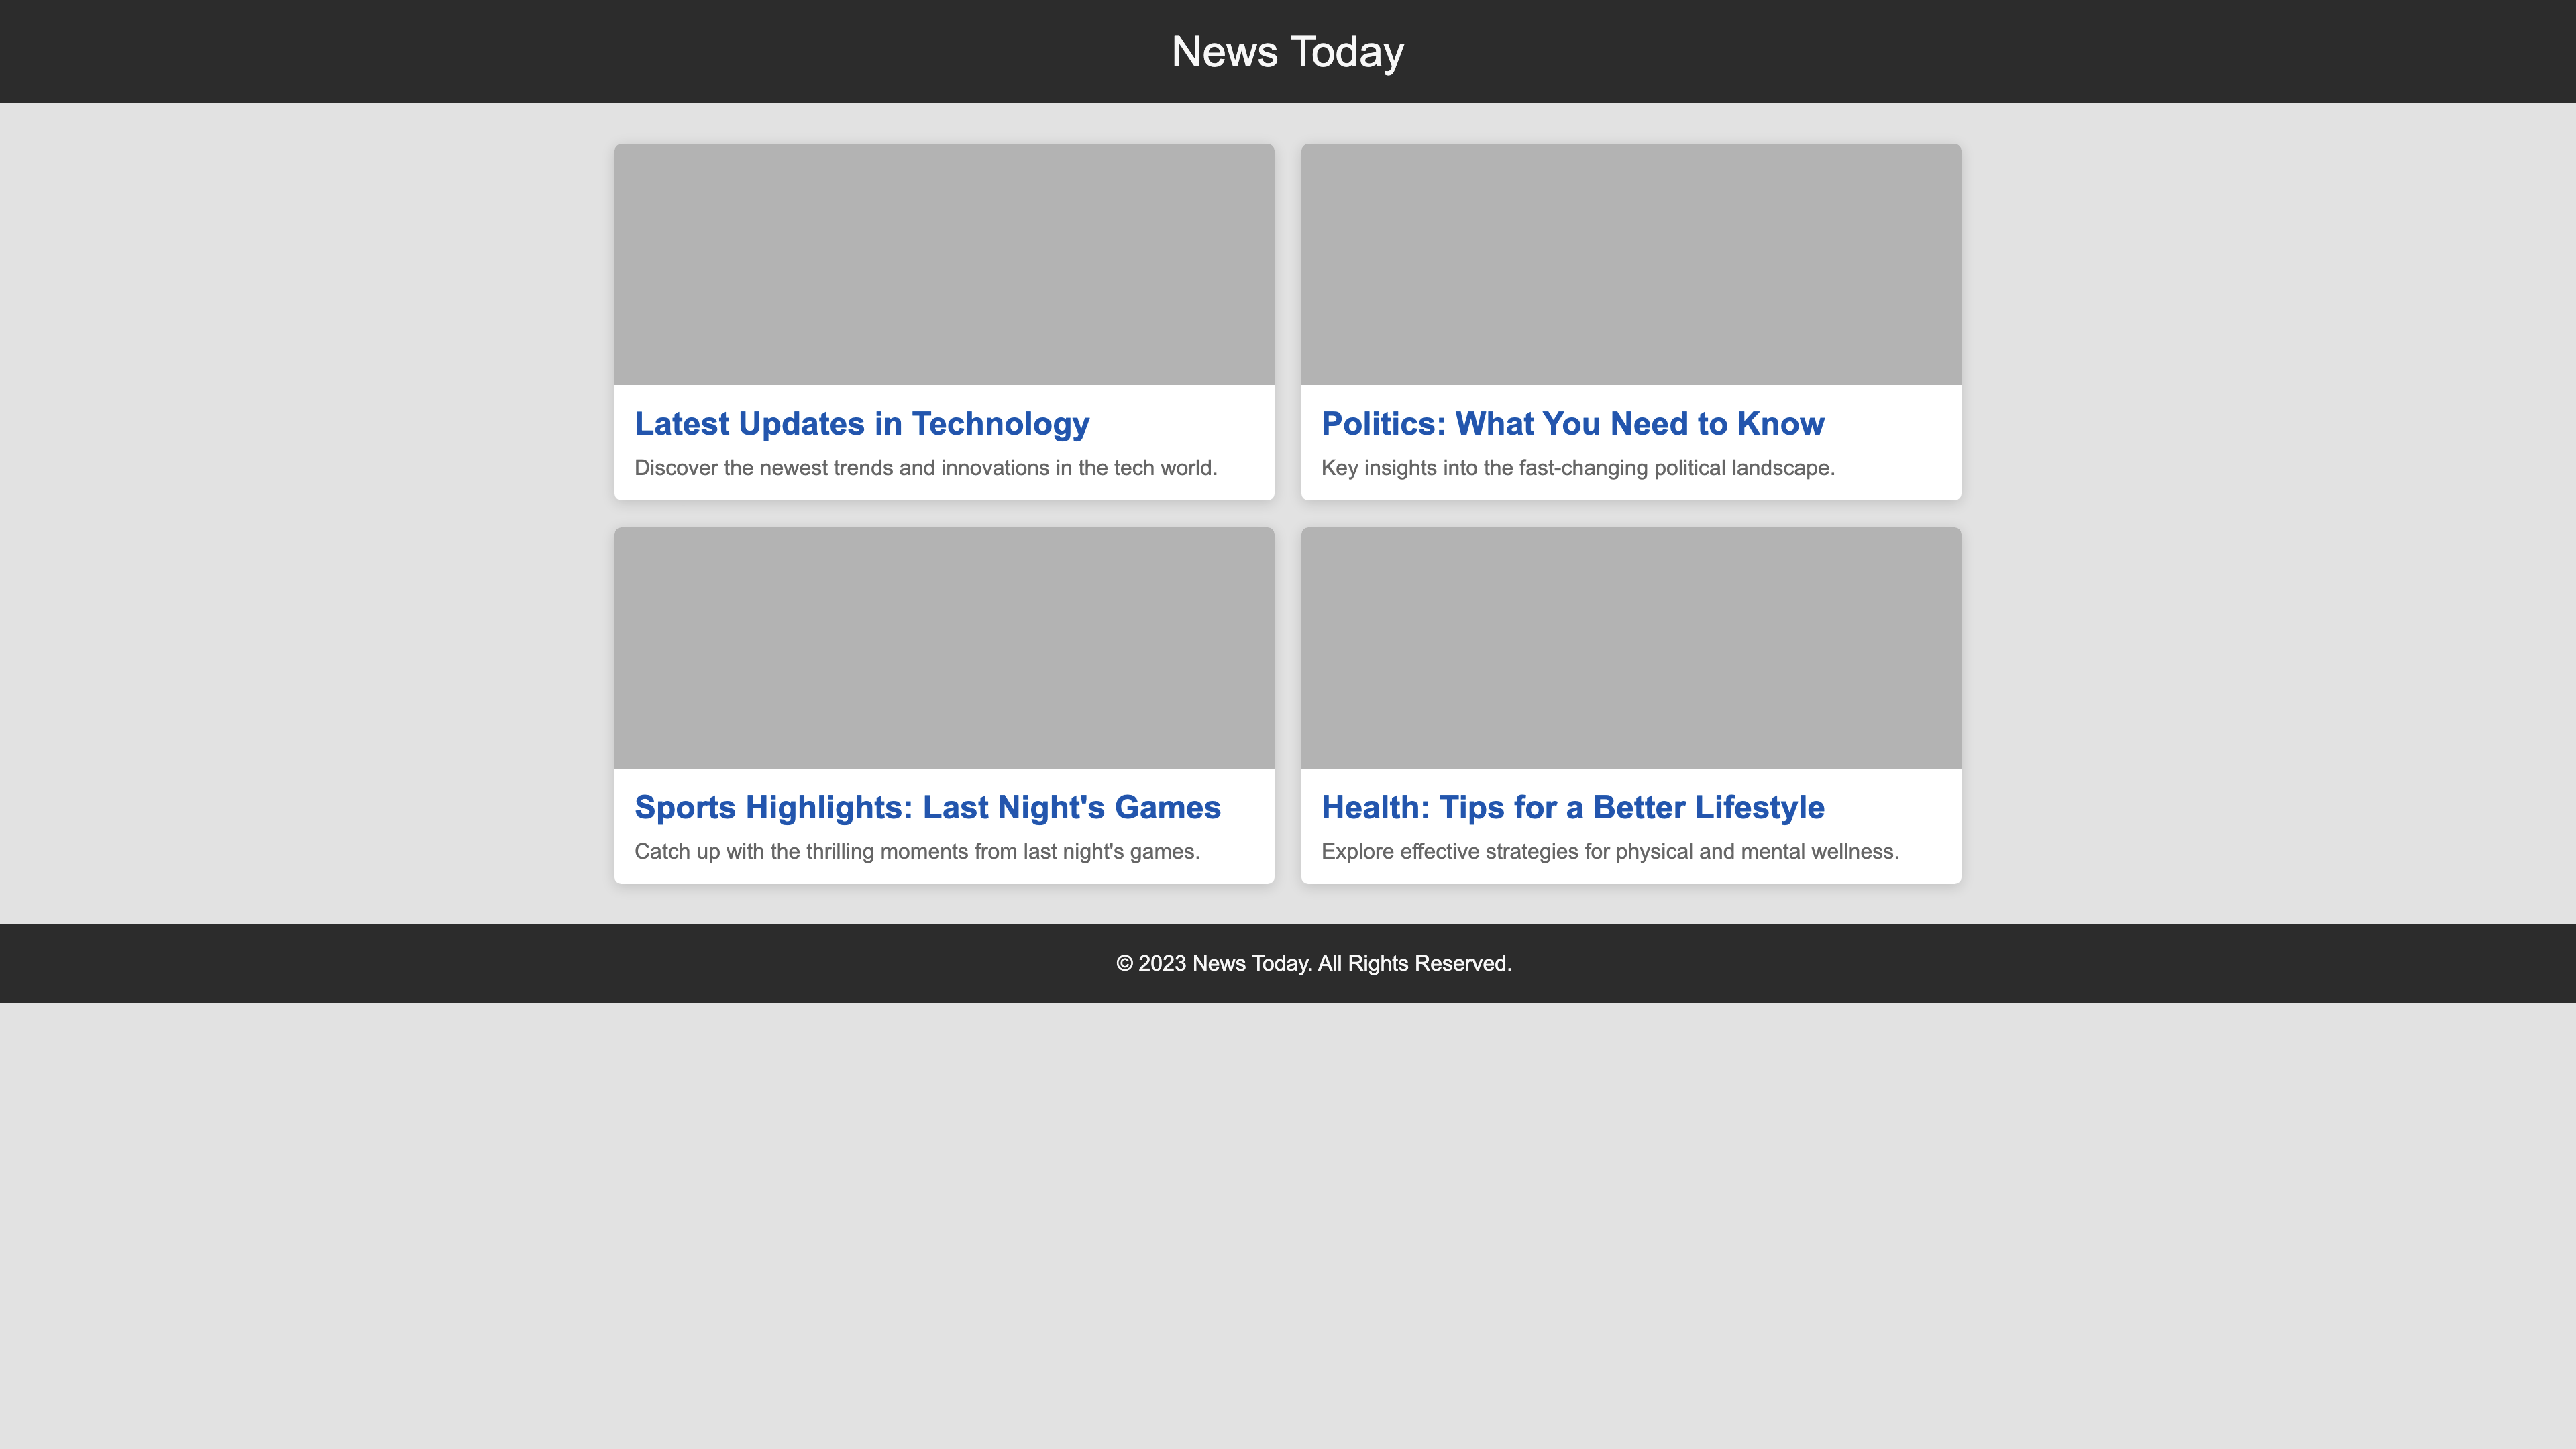 News Today
Latest Updates in Technology
Discover the newest trends and innovations in the tech world.
Politics: What You Need to Know
Key insights into the fast-changing political landscape.
Sports Highlights: Last Night's Games
Catch up with the thrilling moments from last night's games.
Health: Tips for a Better Lifestyle
Explore effective strategies for physical and mental wellness.
© 2023 News Today. All Rights Reserved.